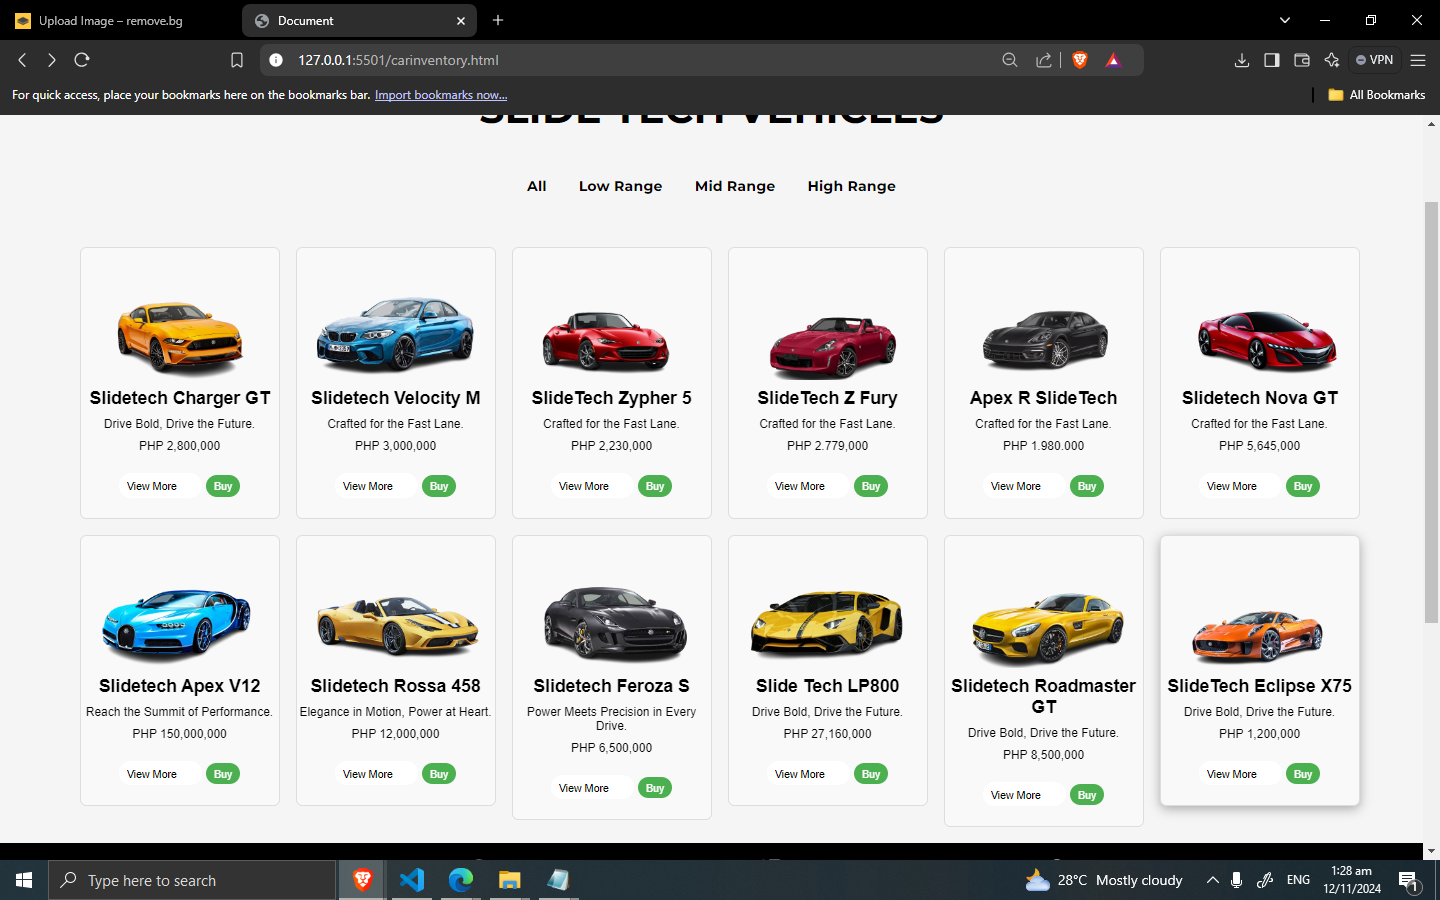 Upload Image – remove.bg
Document
127.0.0.1:5501/carinventory.html
VPN
For quick access, place your bookmarks here on the bookmarks bar. Import bookmarks now...
All Bookmarks
SLIDE TECH VEHICLES
All Low Range Mid Range High Range
Slidetech Charger GT
Drive Bold, Drive the Future.
PHP 2,800,000
View More Buy
Slidetech Velocity M
Crafted for the Fast Lane.
PHP 3,000,000
View More Buy
SlideTech Zypher 5
Crafted for the Fast Lane.
PHP 2,230,000
View More Buy
SlideTech Z Fury
Crafted for the Fast Lane.
PHP 2.779,000
View More Buy
Apex R SlideTech
Crafted for the Fast Lane.
PHP 1.980.000
View More Buy
Slidetech Nova GT
Crafted for the Fast Lane.
PHP 5,645,000
View More Buy
Slidetech Apex V12
Reach the Summit of Performance.
PHP 150,000,000
View More Buy
Slidetech Rossa 458
Elegance in Motion, Power at Heart.
PHP 12,000,000
View More Buy
Slidetech Feroza S
Power Meets Precision in Every
Drive.
PHP 6,500,000
View More Buy
Slide Tech LP800
Drive Bold, Drive the Future.
PHP 27,160,000
View More Buy
Slidetech Roadmaster
GT
Drive Bold, Drive the Future.
PHP 8,500,000
View More Buy
SlideTech Eclipse X75
Drive Bold, Drive the Future.
PHP 1,200,000
View More Buy
Type here to search
28°C Mostly cloudy
ENG
1:28 am
12/11/2024
1